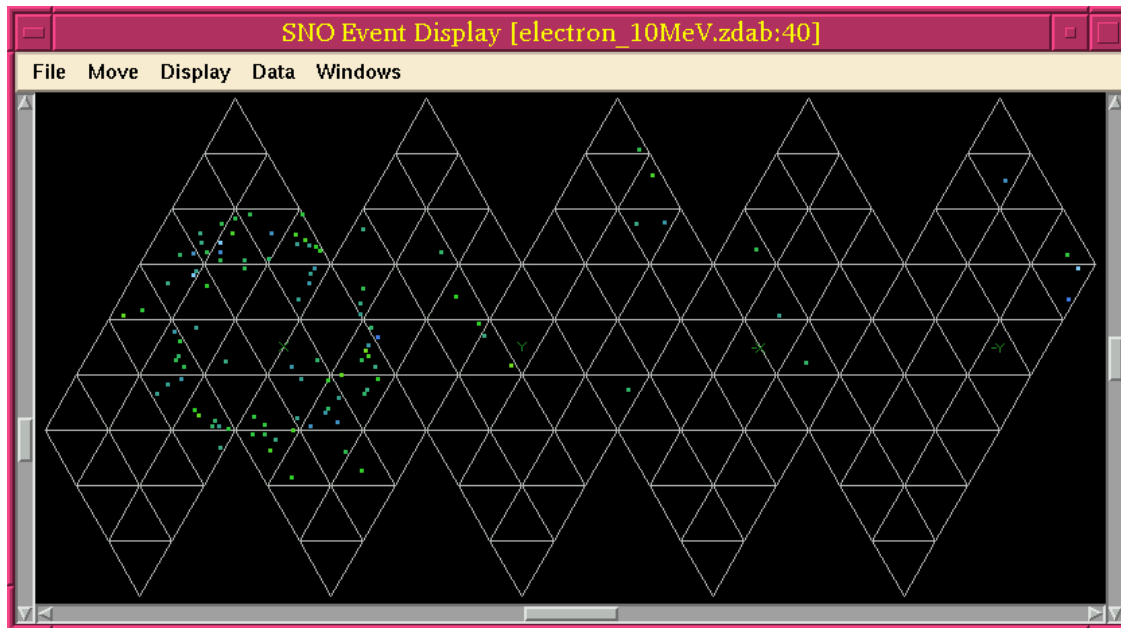 SNO Event Display [electron_10MeV.zdab:40]
File Move Display Data Windows
X Y -X -Y